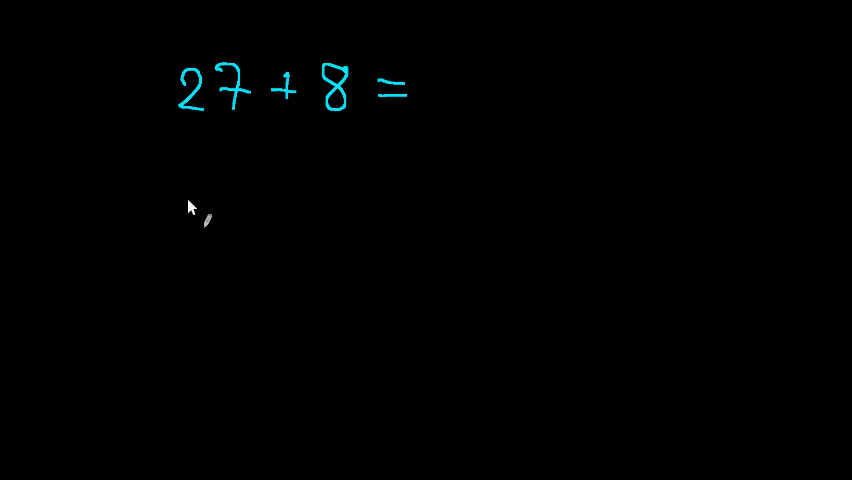 27 + 8 =